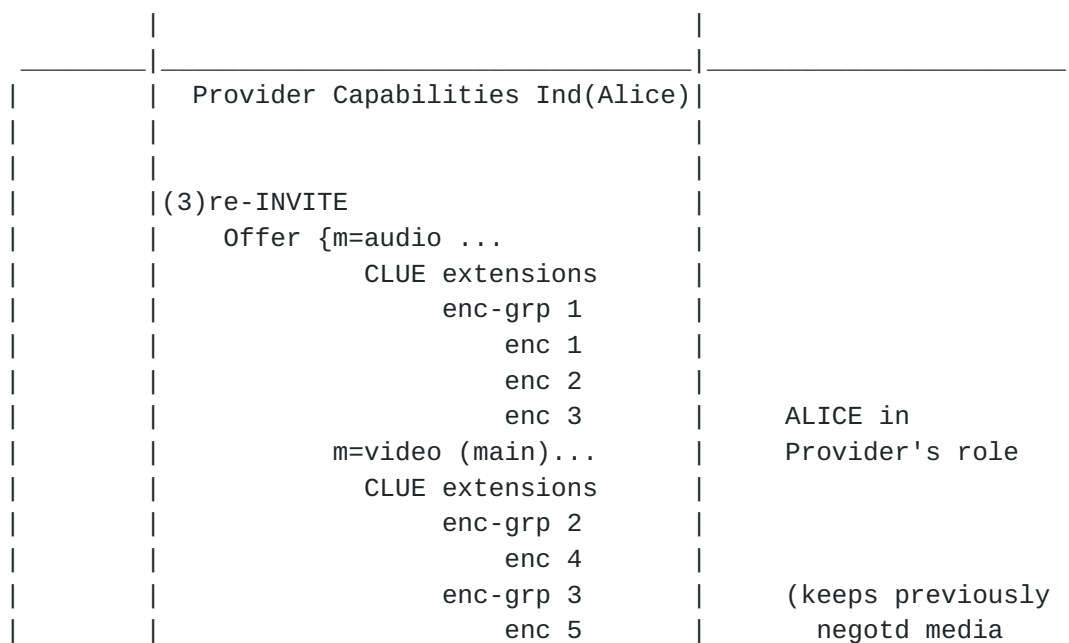 Provider Capabilities Ind(Alice)
(3)re-INVITE
Offer {m=audio ...
CLUE extensions
enc-grp 1
enc 1
enc 2
enc 3 ALICE in
m=video (main)... Provider's role
CLUE extensions
enc-grp 2
enc 4
enc-grp 3 (keeps previously
enc 5 negotd media